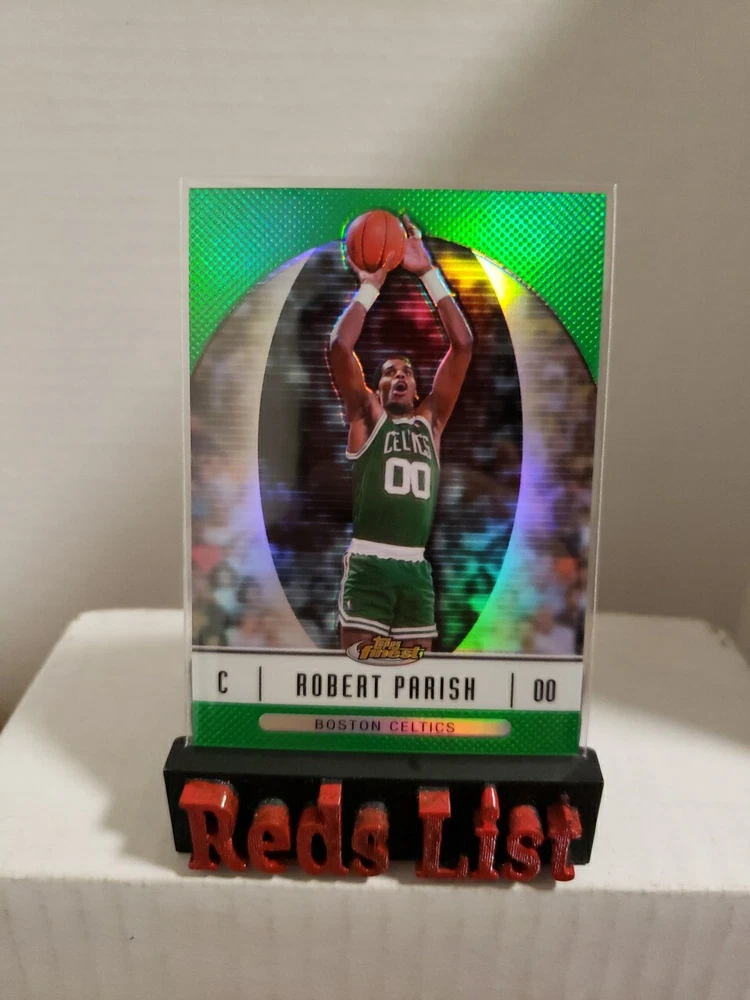 CELTICS
00
Topps
finest
C | ROBERT PARISH | 00
BOSTON CELTICS
Reds List